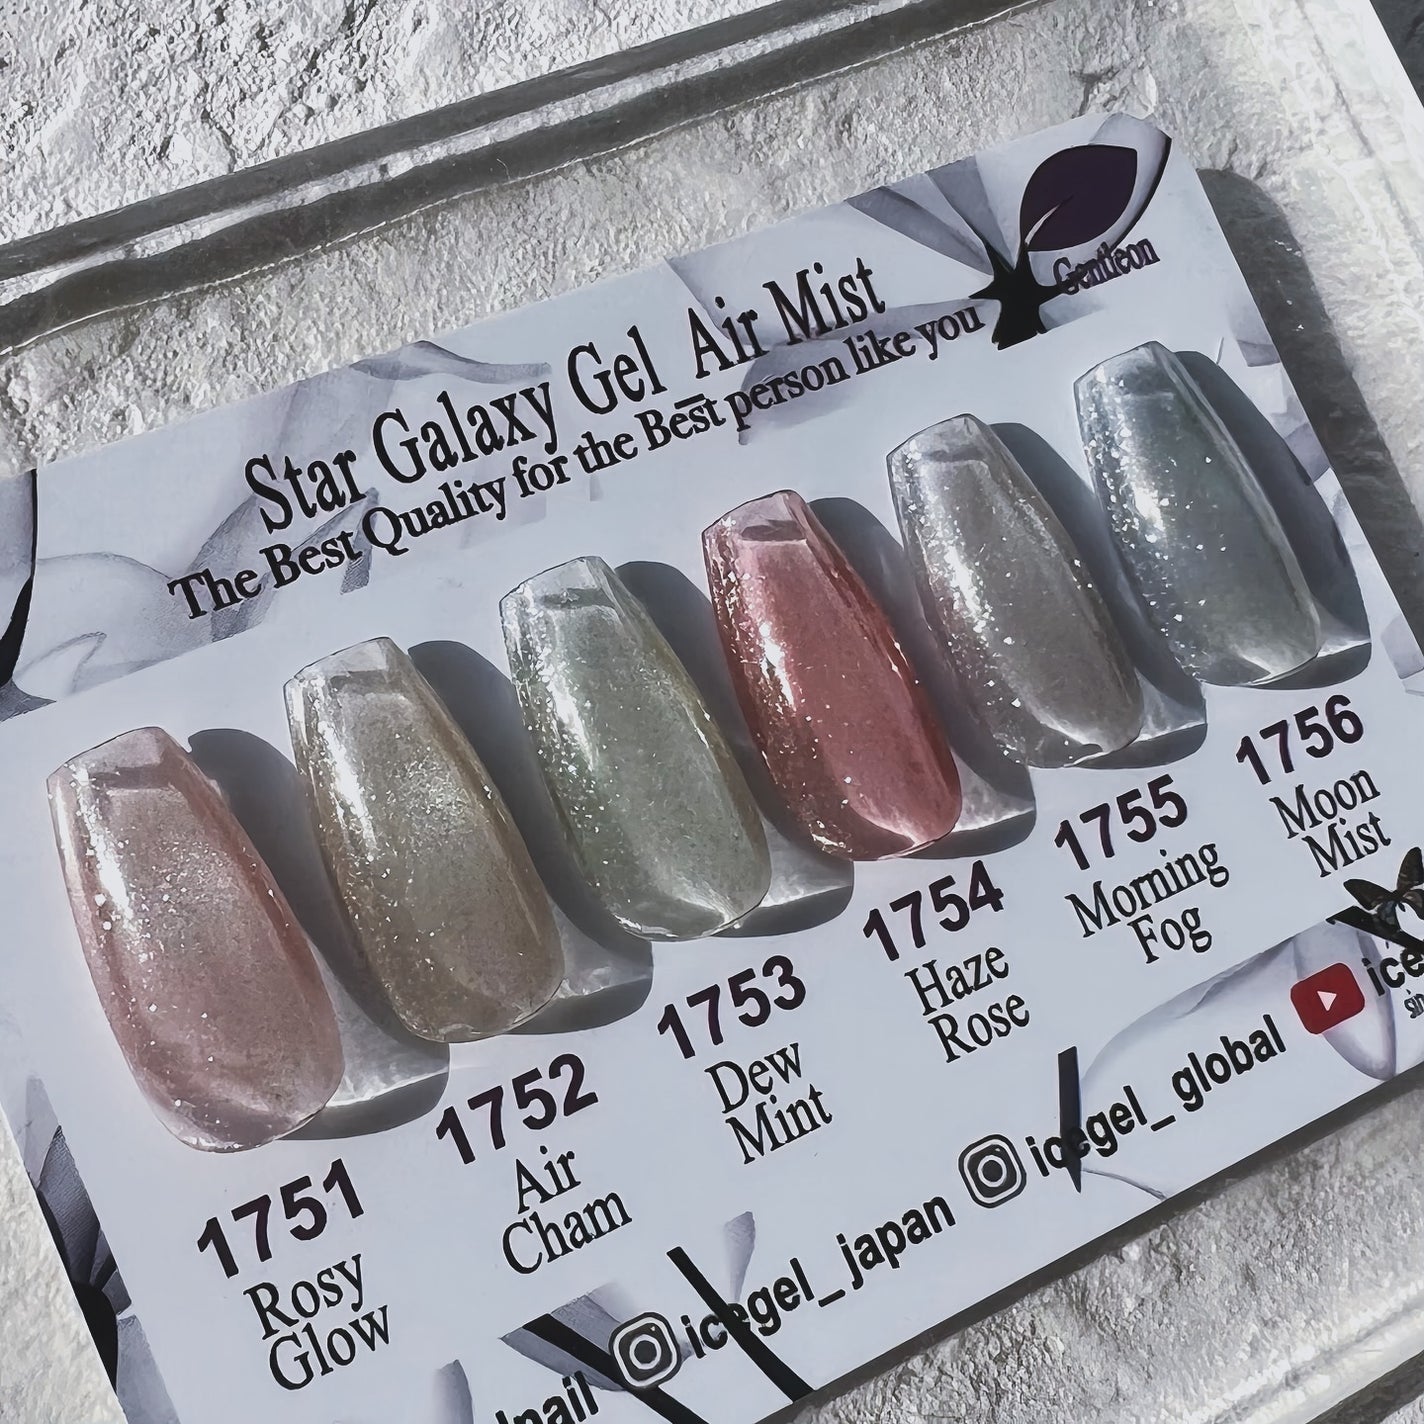 Gentleon
Star Galaxy Gel Air Mist
The Best Quality for the Best person like you
1751
Rosy
Glow
1752
Air
Cham
1753
Dew
Mint
1754
Haze
Rose
1755
Morning
Fog
1756
Moon
Mist
icegel_japan
icegel_global